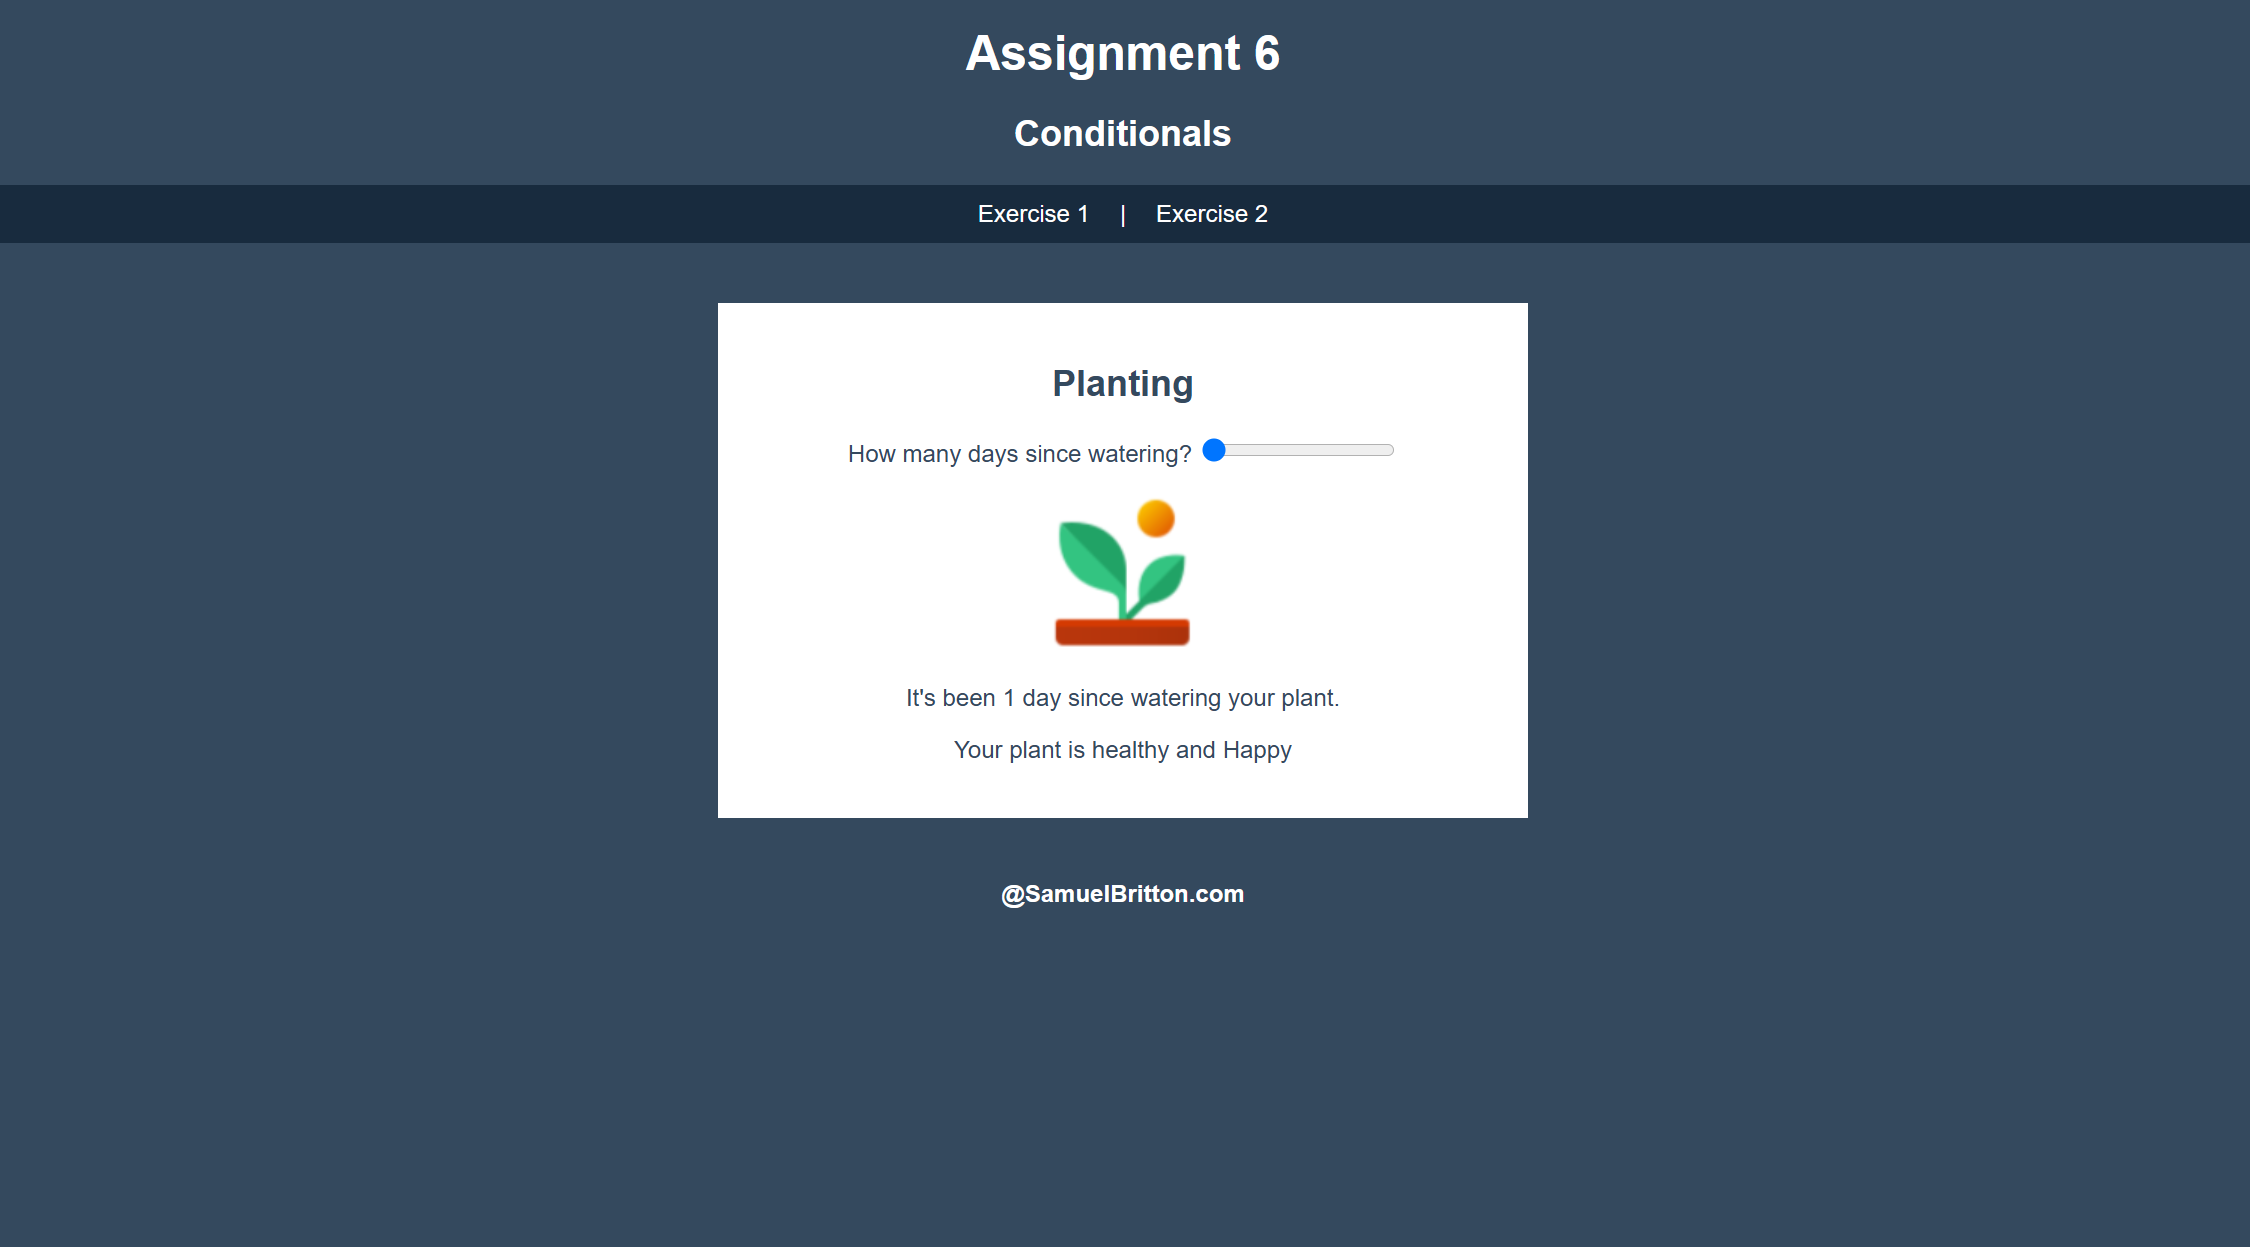 Assignment 6
Conditionals
Exercise 1 | Exercise 2
Planting
How many days since watering?
It's been 1 day since watering your plant.
Your plant is healthy and Happy
@SamuelBritton.com